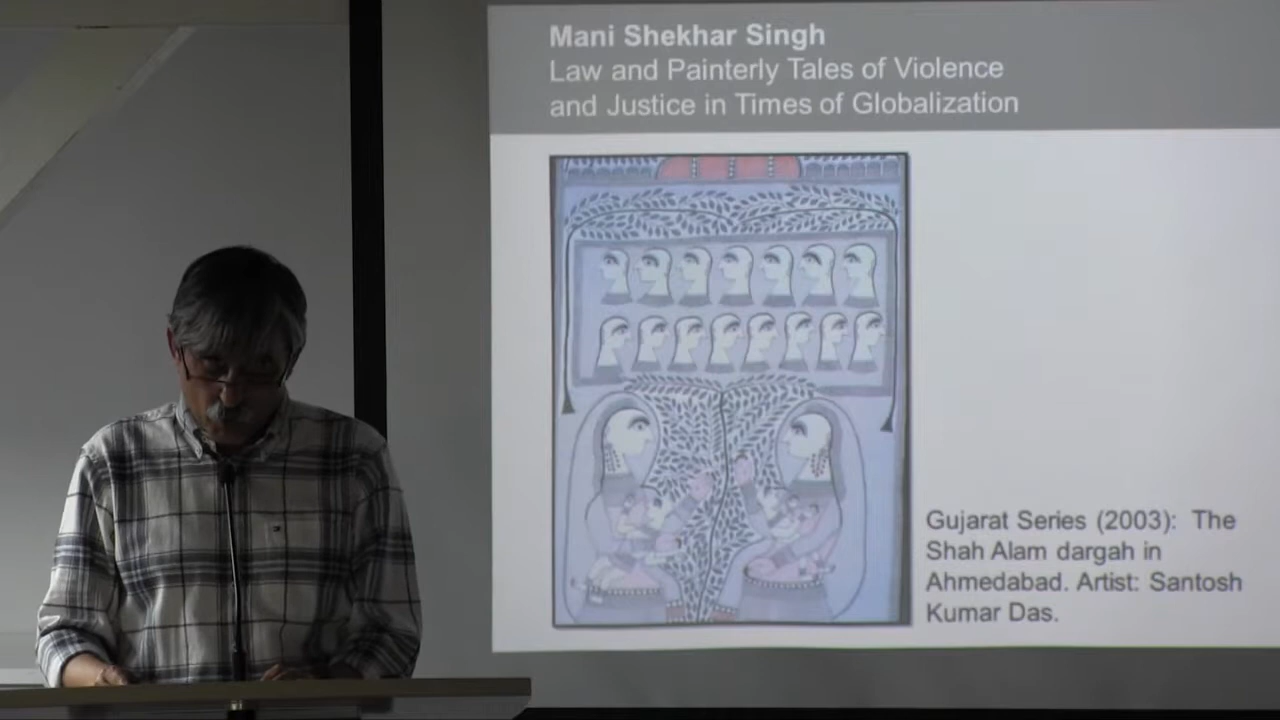 Mani Shekhar Singh
Law and Painterly Tales of Violence
and Justice in Times of Globalization
Gujarat Series (2003): The
Shah Alam dargah in
Ahmedabad. Artist: Santosh
Kumar Das.